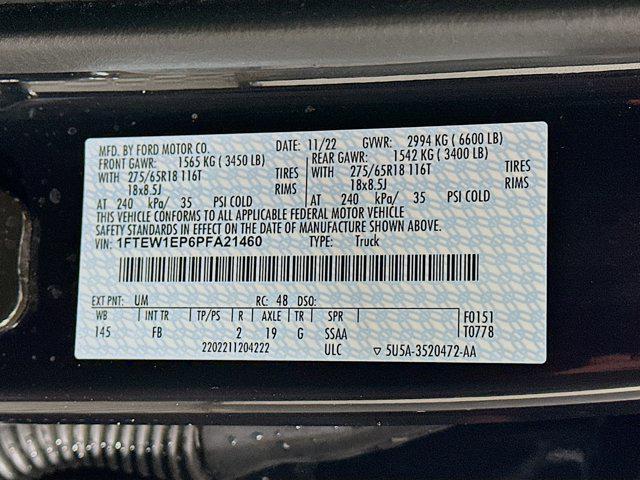 MFD. BY FORD MOTOR CO. DATE: 11/22 GVWR: 2994 KG ( 6600 LB)
FRONT GAWR: 1565 KG ( 3450 LB) REAR GAWR: 1542 KG ( 3400 LB)
WITH 275/65R18 116T TIRES WITH 275/65R18 116T TIRES
18x8.5J RIMS 18x8.5J RIMS
AT 240 kPa/ 35 PSI COLD AT 240 kPa/ 35 PSI COLD
THIS VEHICLE CONFORMS TO ALL APPLICABLE FEDERAL MOTOR VEHICLE
SAFETY STANDARDS IN EFFECT ON THE DATE OF MANUFACTURE SHOWN ABOVE.
VIN: 1FTEW1EP6PFA21460 TYPE: Truck
EXT PNT: UM RC: 48 DSO:
WB INT TR TP/PS R AXLE TR SPR F0151
145 FB 2 19 G SSAA T0778
2202211204222 ULC ▽ 5U5A-3520472-AA